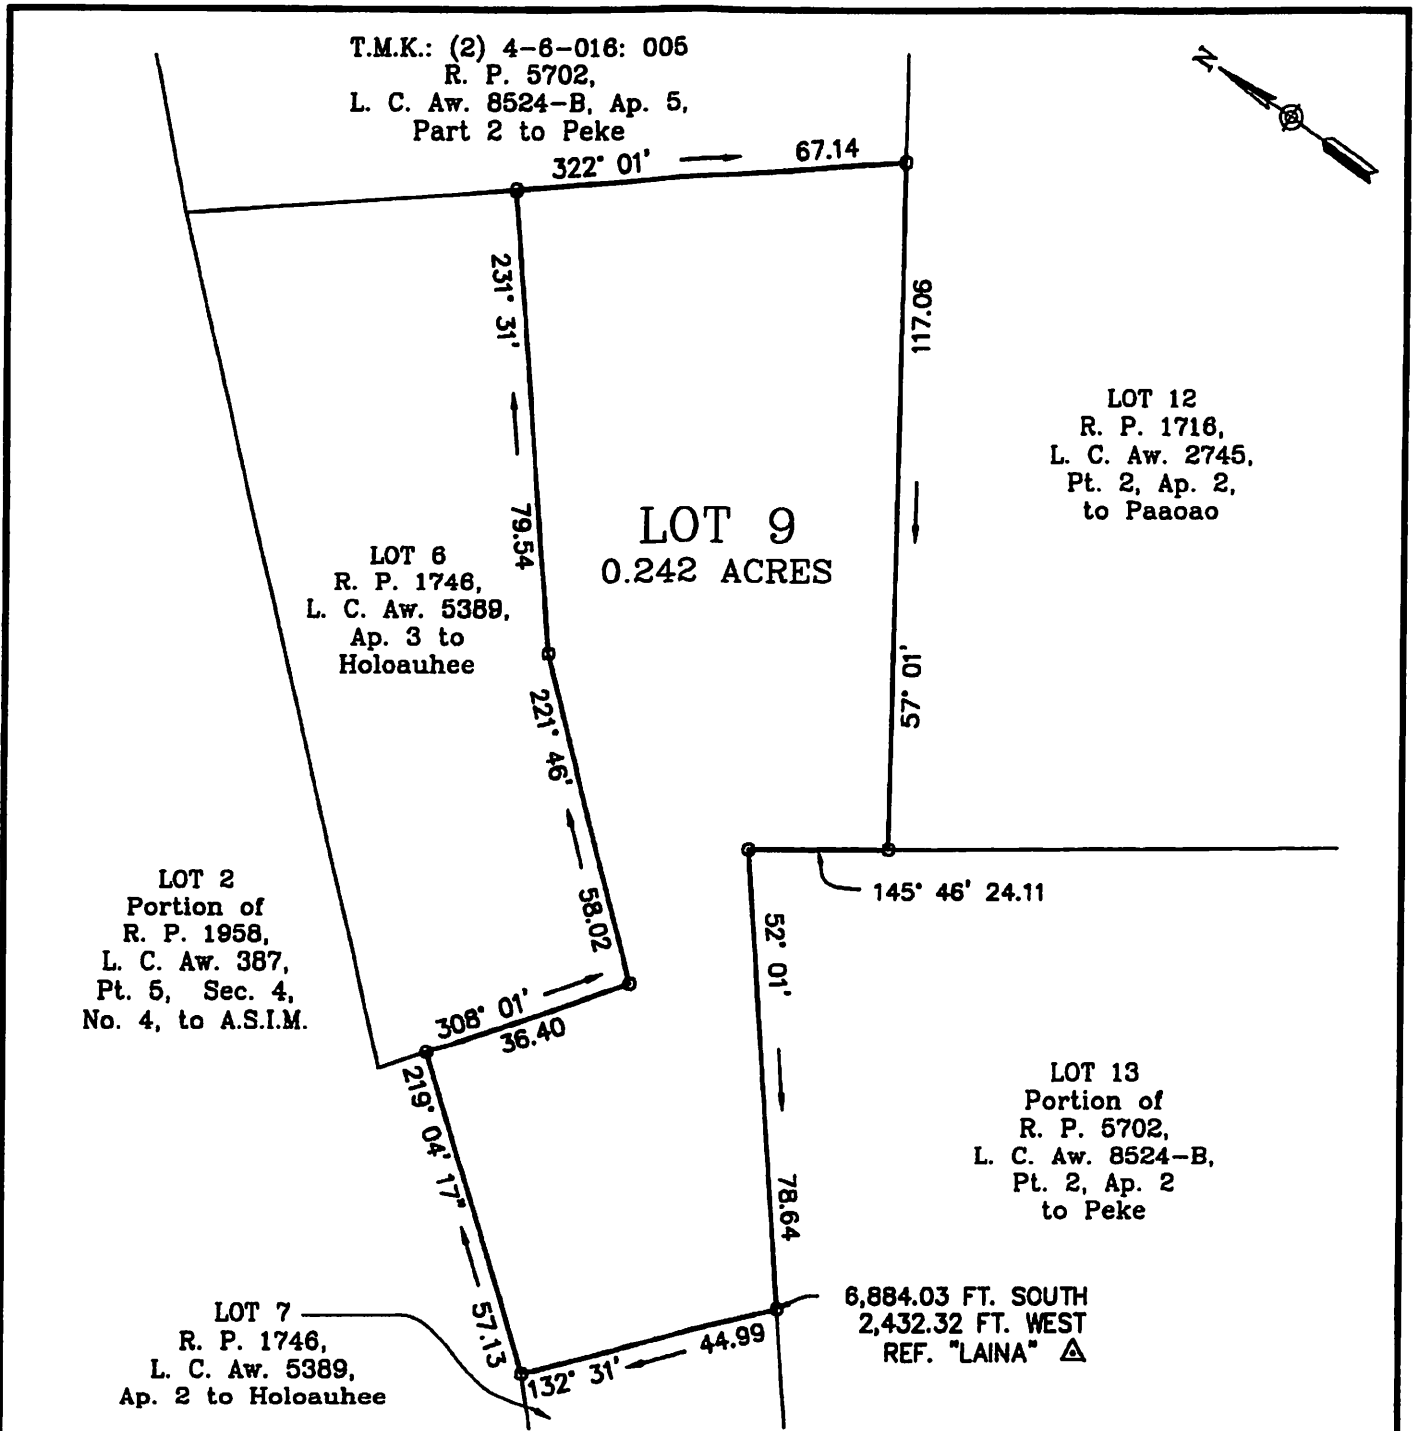 T.M.K.: (2) 4-6-016: 005
R. P. 5702,
L. C. Aw. 8524-B, Ap. 5,
Part 2 to Peke
N
322° 01'
67.14
231° 31'
79.54
117.06
57° 01'
LOT 12
R. P. 1716,
L. C. Aw. 2745,
Pt. 2, Ap. 2,
to Paaoao
LOT 9
0.242 ACRES
LOT 6
R. P. 1746,
L. C. Aw. 5389,
Ap. 3 to
Holoauhee
221° 46'
58.02
145° 46' 24.11
LOT 2
Portion of
R. P. 1958,
L. C. Aw. 387,
Pt. 5, Sec. 4,
No. 4, to A.S.I.M.
308° 01'
36.40
52° 01'
78.64
219° 04' 17"
57.13
LOT 13
Portion of
R. P. 5702,
L. C. Aw. 8524-B,
Pt. 2, Ap. 2
to Peke
6,884.03 FT. SOUTH
2,432.32 FT. WEST
REF. "LAINA"
44.99
132° 31'
LOT 7
R. P. 1746,
L. C. Aw. 5389,
Ap. 2 to Holoauhee